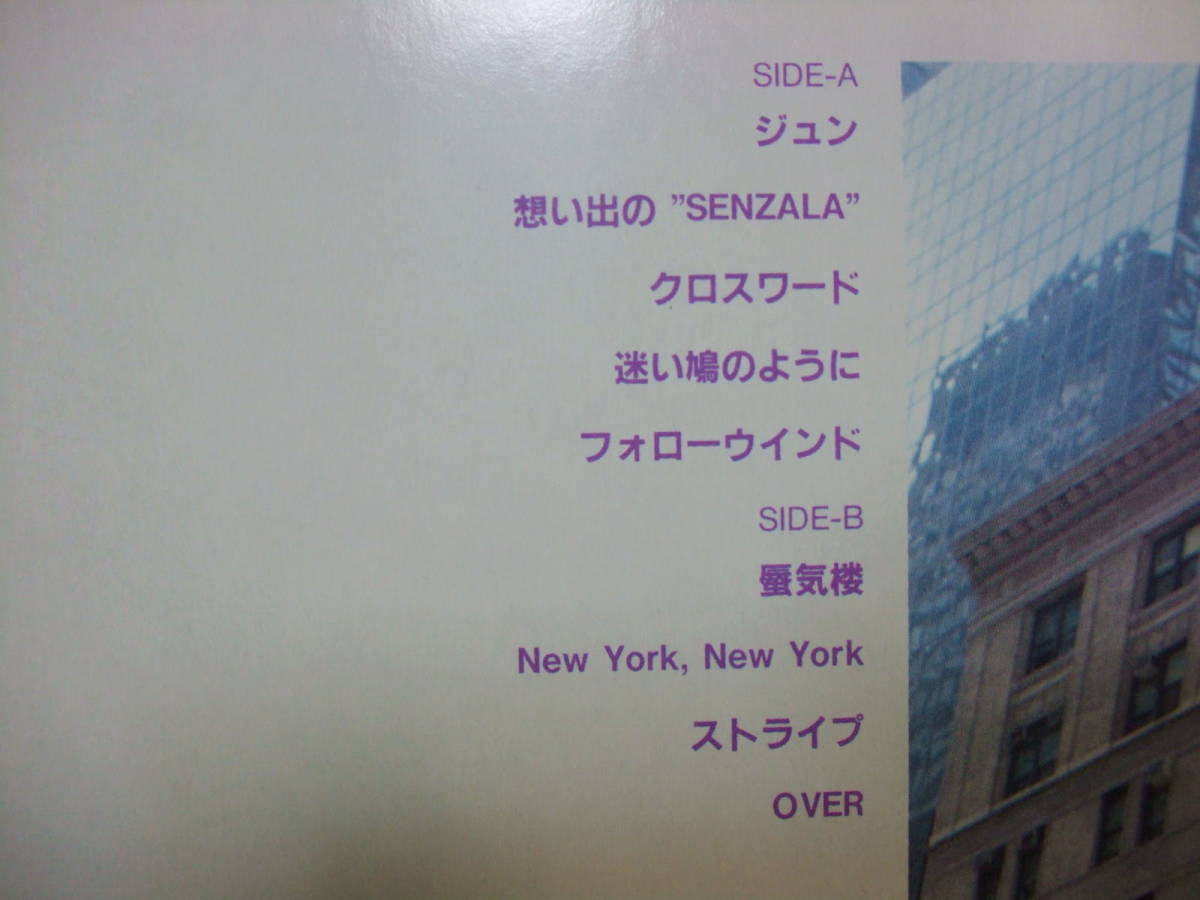 SIDE-A
ジュン
想い出の ”SENZALA”
クロスワード
迷い鳩のように
フォローウインド
SIDE-B
蜃気楼
New York, New York
ストライプ
OVER